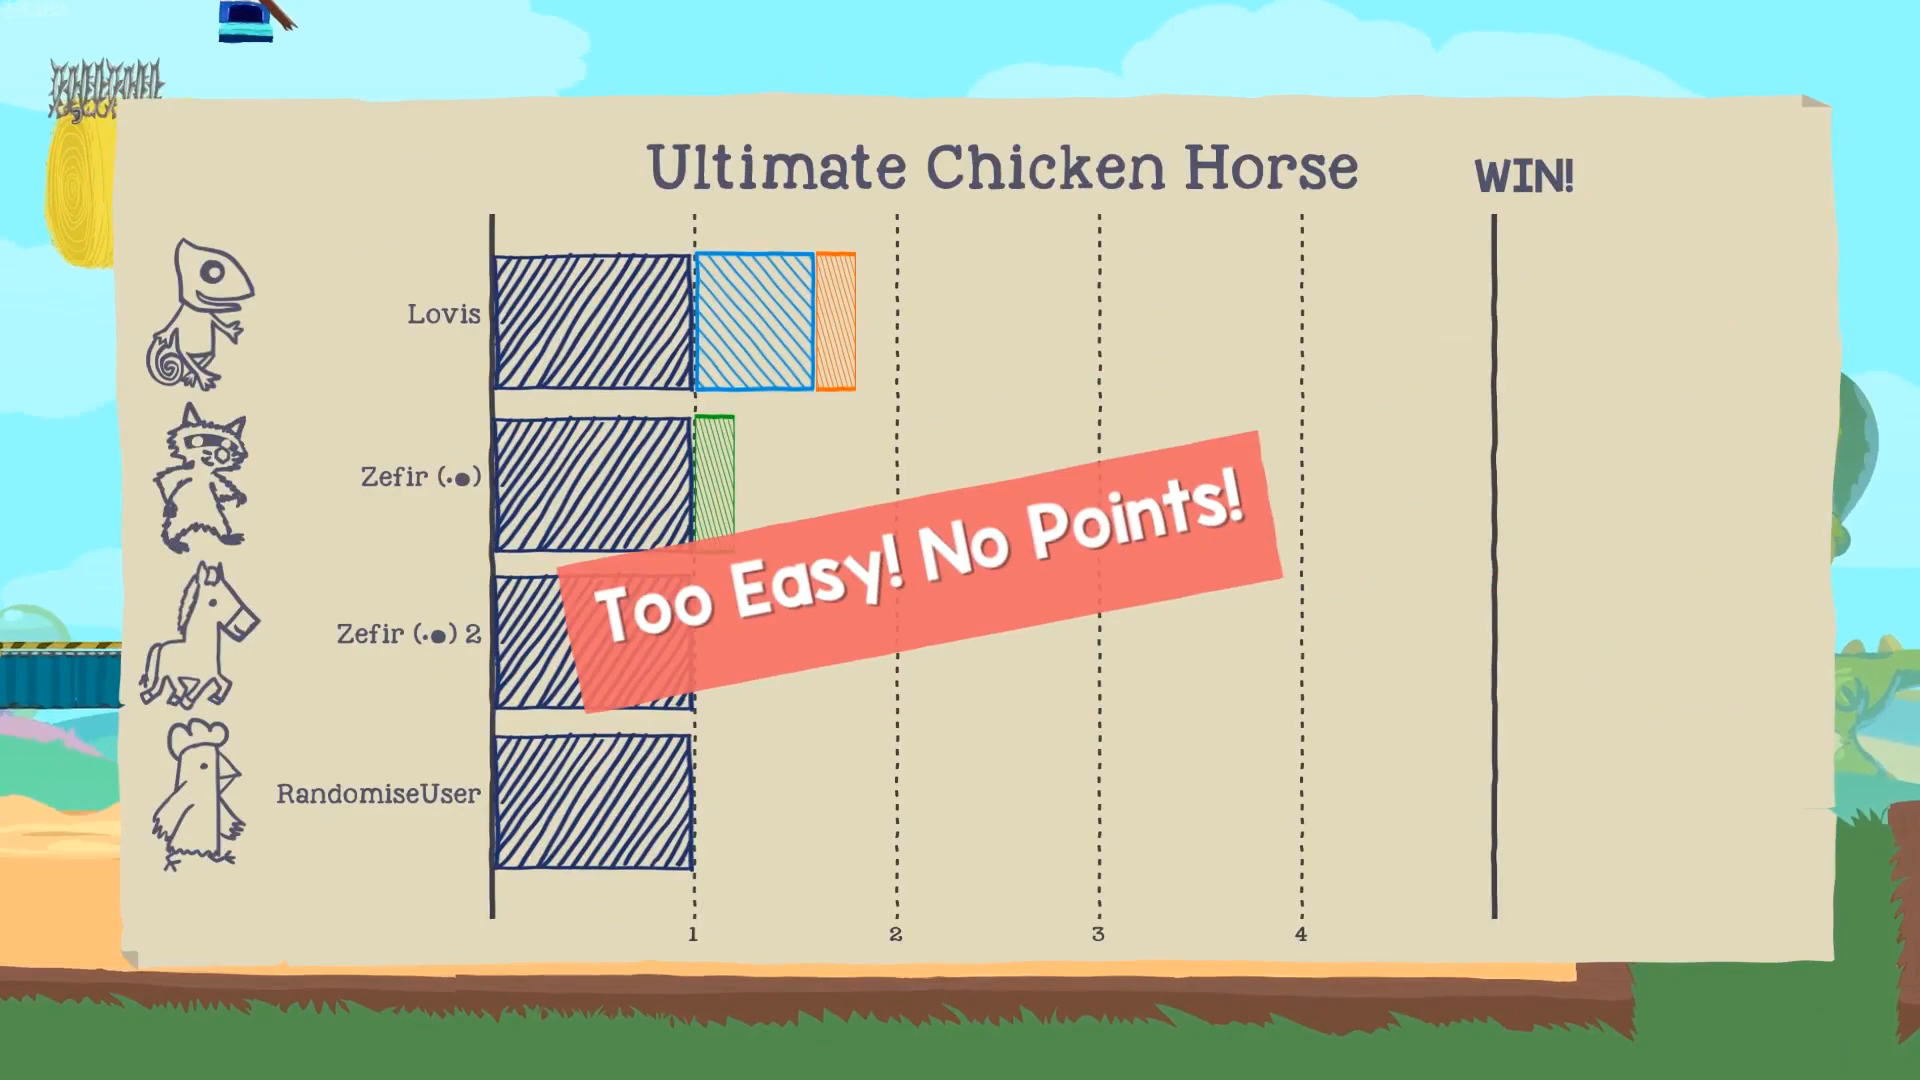 Ultimate Chicken Horse
WIN!
Lovis
Zefir (·●)
Zefir (·●) 2
RandomiseUser
Too Easy! No Points!
1 2 3 4